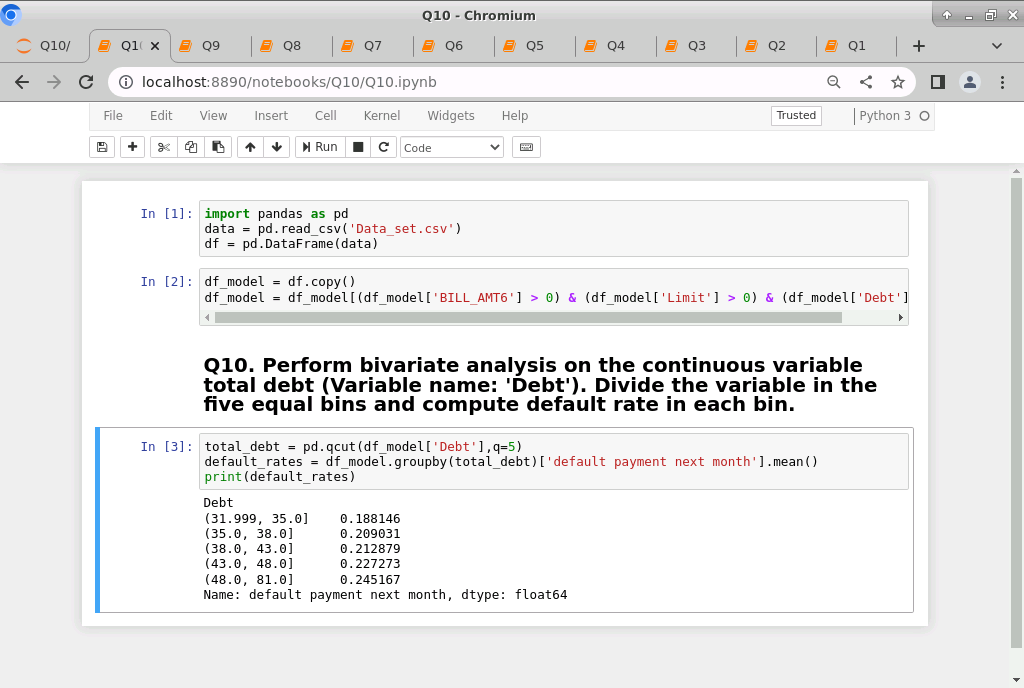 Q10 - Chromium
Q10/
Q1
Q9
Q8
Q7
Q6
Q5
Q4
Q3
Q2
Q1
localhost:8890/notebooks/Q10/Q10.ipynb
File Edit View Insert Cell Kernel Widgets Help
Trusted
Python 3
Run
Code
In [1]:
import pandas as pd
data = pd.read_csv('Data_set.csv')
df = pd.DataFrame(data)
In [2]:
df_model = df.copy()
df_model = df_model[(df_model['BILL_AMT6'] > 0) & (df_model['Limit'] > 0) & (df_model['Debt']
Q10. Perform bivariate analysis on the continuous variable
total debt (Variable name: 'Debt'). Divide the variable in the
five equal bins and compute default rate in each bin.
In [3]:
total_debt = pd.qcut(df_model['Debt'],q=5)
default_rates = df_model.groupby(total_debt)['default payment next month'].mean()
print(default_rates)
Debt
(31.999, 35.0]    0.188146
(35.0, 38.0]      0.209031
(38.0, 43.0]      0.212879
(43.0, 48.0]      0.227273
(48.0, 81.0]      0.245167
Name: default payment next month, dtype: float64